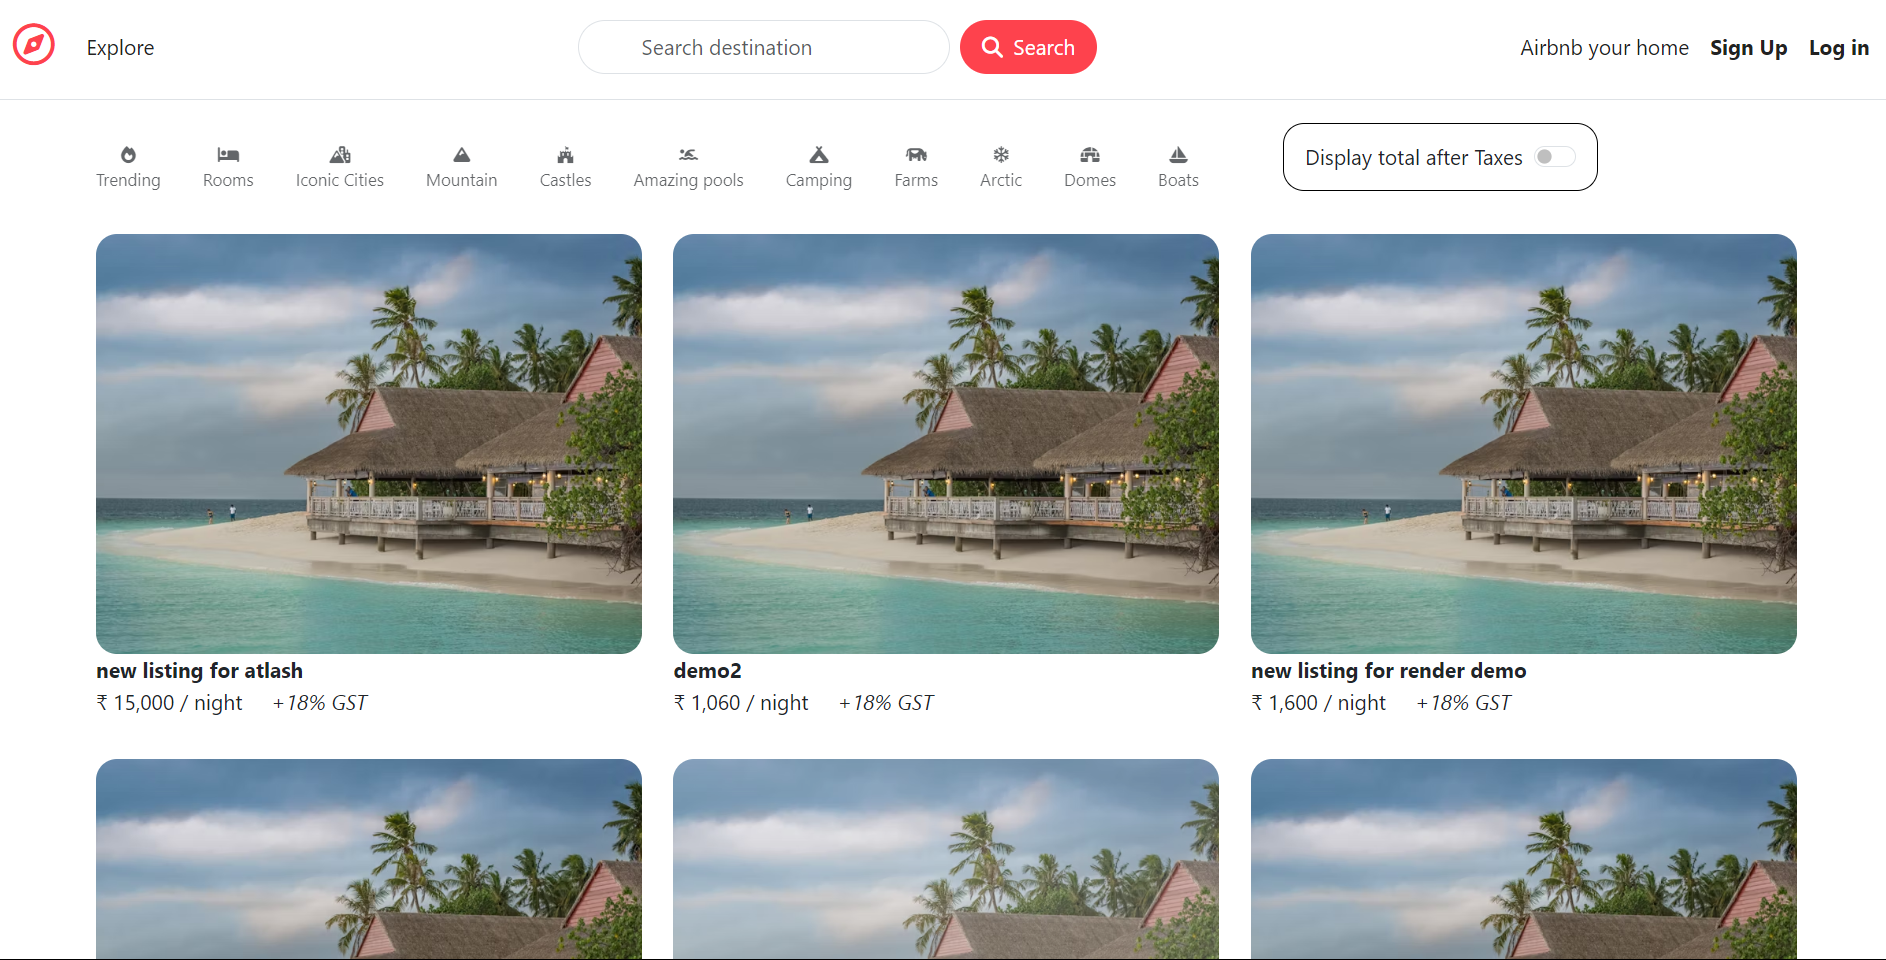 Explore
Search destination
Search
Airbnb your home
Sign Up
Log in
Trending
Rooms
Iconic Cities
Mountain
Castles
Amazing pools
Camping
Farms
Arctic
Domes
Boats
Display total after Taxes
new listing for atlash
₹ 15,000 / night +18% GST
demo2
₹ 1,060 / night +18% GST
new listing for render demo
₹ 1,600 / night +18% GST